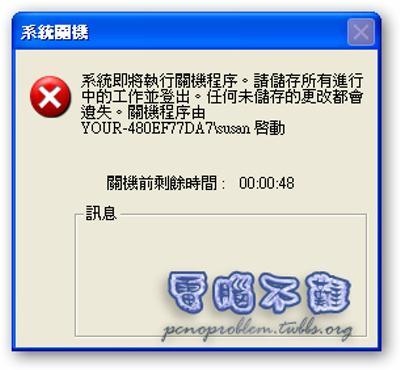 系統關機
系統即將執行關機程序。請儲存所有進行
中的工作並登出。任何未儲存的更改都會
遺失。關機程序由
YOUR-480EF77DA7\susan 啓動
關機前剩餘時間： 00:00:48
訊息
電腦不難
pcnoproblem.twbbs.org